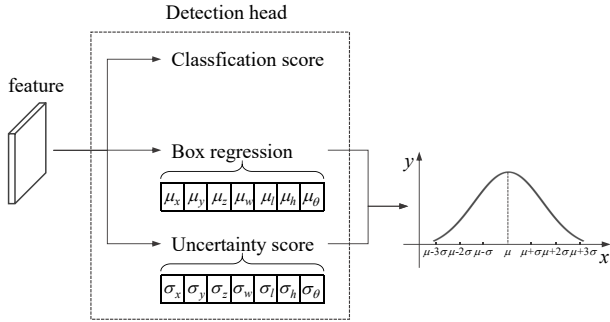 Detection head
Classfication score
feature
Box regression
μx μy μz μw μl μh μθ
Uncertainty score
σx σy σz σw σl σh σθ
y
μ-3σ μ-2σ μ-σ μ μ+σ μ+2σ μ+3σ
x